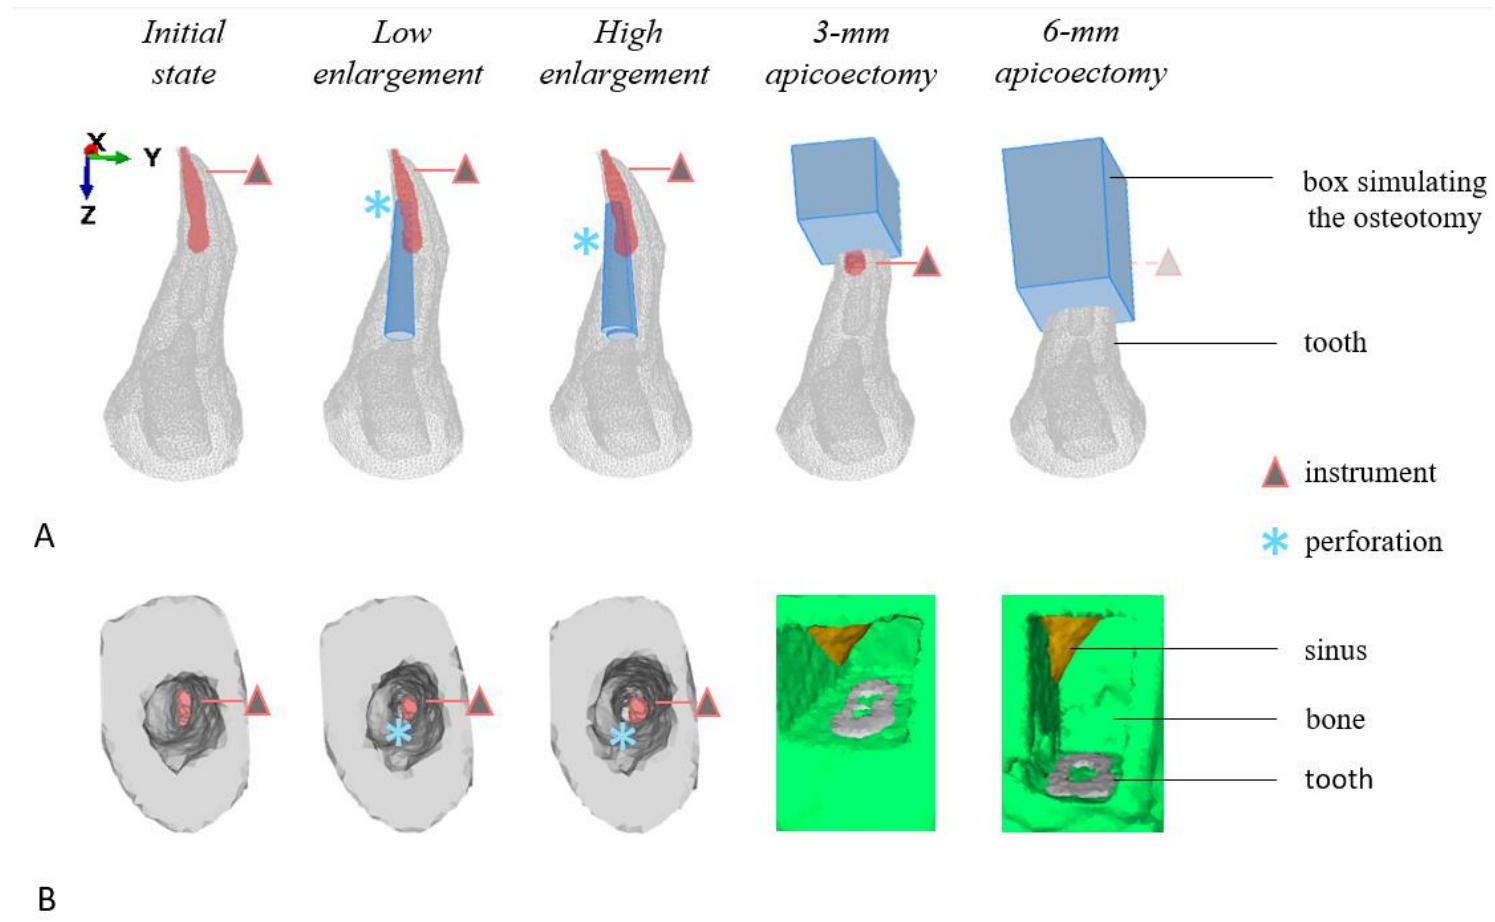 Initial
state
Low
enlargement
High
enlargement
3-mm
apicoectomy
6-mm
apicoectomy
X
Y
Z
box simulating
the osteotomy
tooth
instrument
perforation
A
sinus
bone
tooth
B